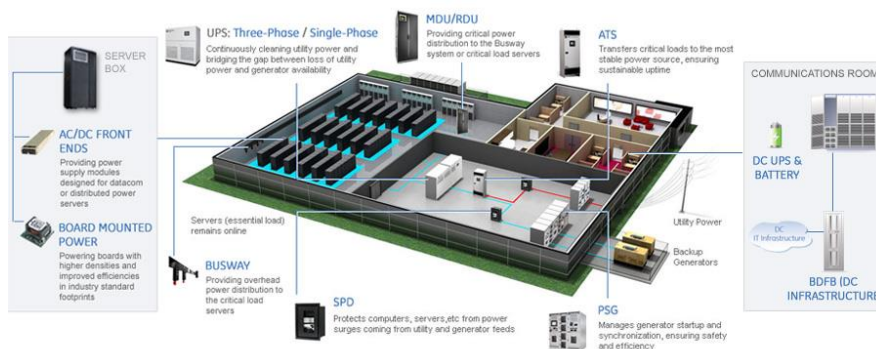 SERVER
BOX
AC/DC FRONT
ENDS
Providing power
supply modules
designed for datacom
or distributed power
servers
BOARD MOUNTED
POWER
Powering boards with
higher densities and
improved efficiencies
in industry standard
footprints
UPS: Three-Phase / Single-Phase
Continuously cleaning utility power and
bridging the gap between loss of utility
power and generator availability
MDU/RDU
Providing critical power
distribution to the Busway
system or critical load servers
ATS
Transfers critical loads to the most
stable power source, ensuring
sustainable uptime
Servers (essential load)
remains online
BUSWAY
Providing overhead
power distribution to
the critical load
servers
SPD
Protects computers, servers,etc from power
surges coming from utility and generator feeds
PSG
Manages generator startup and
synchronization, ensuring safety
and efficiency
Utility Power
Backup
Generators
COMMUNICATIONS ROOM
DC UPS &
BATTERY
DC
IT Infrastructure
BDFB (DC
INFRASTRUCTURE